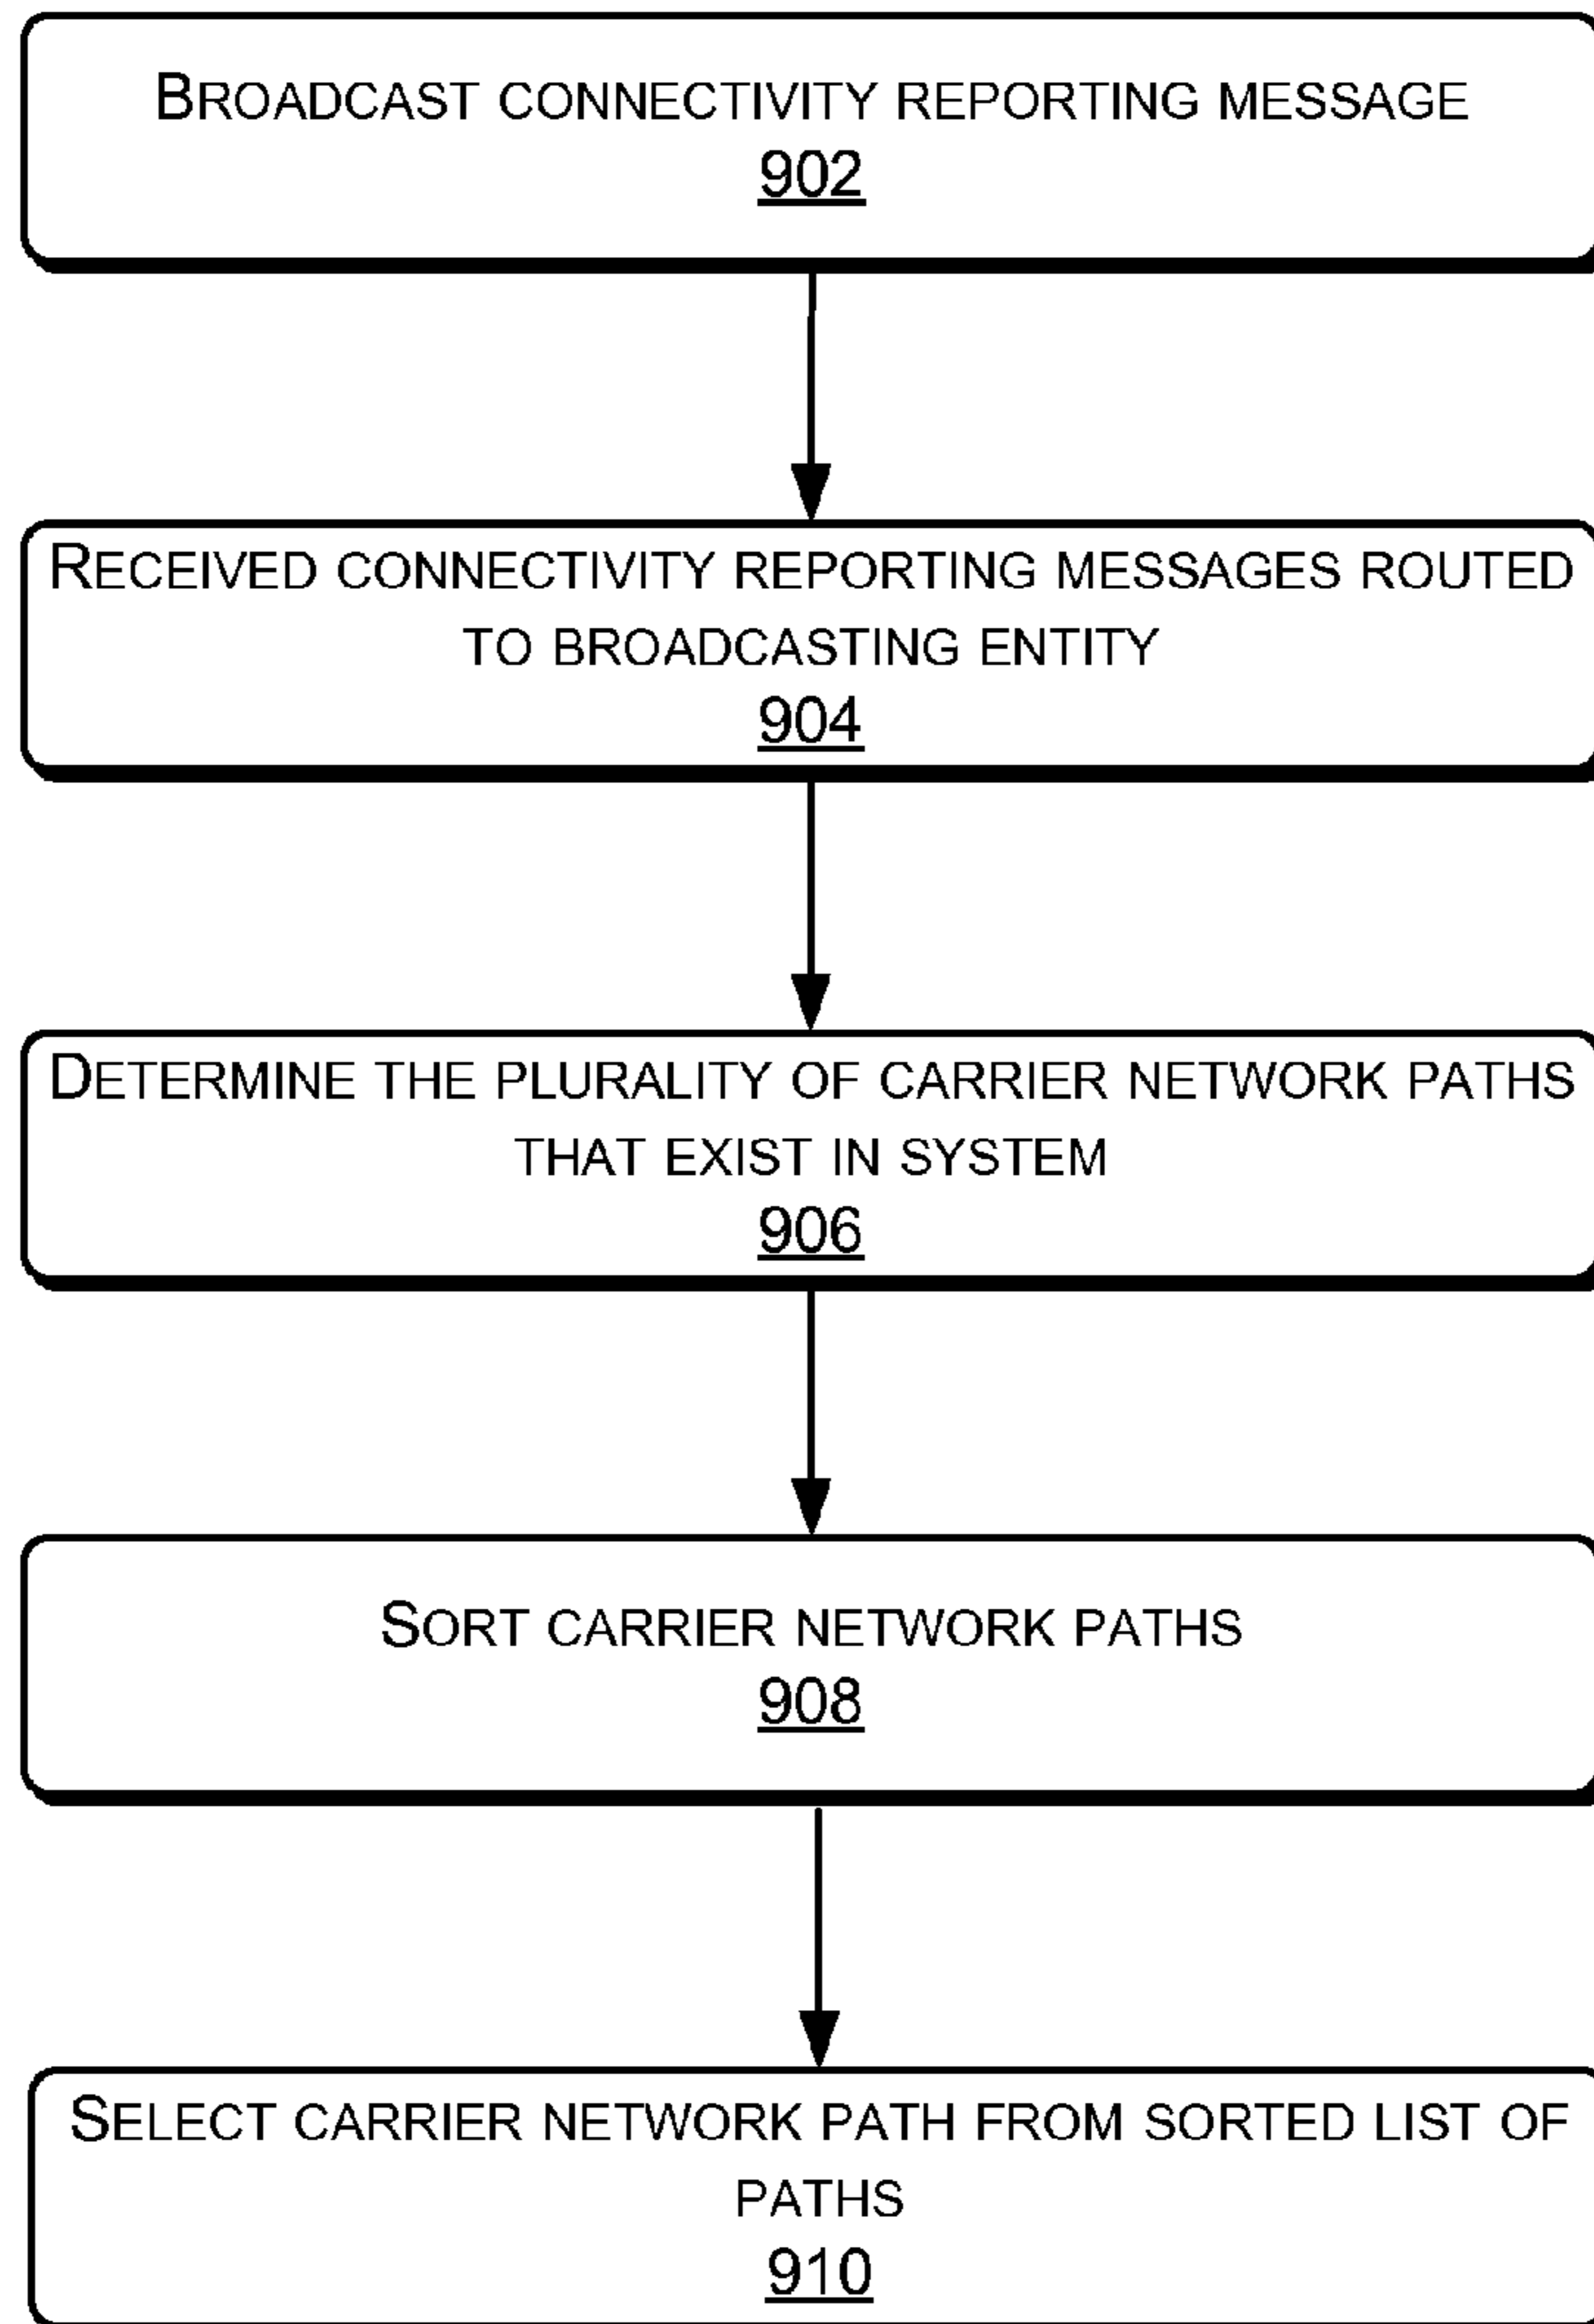 BROADCAST CONNECTIVITY REPORTING MESSAGE
902
RECEIVED CONNECTIVITY REPORTING MESSAGES ROUTED
TO BROADCASTING ENTITY
904
DETERMINE THE PLURALITY OF CARRIER NETWORK PATHS
THAT EXIST IN SYSTEM
906
SORT CARRIER NETWORK PATHS
908
SELECT CARRIER NETWORK PATH FROM SORTED LIST OF
PATHS
910